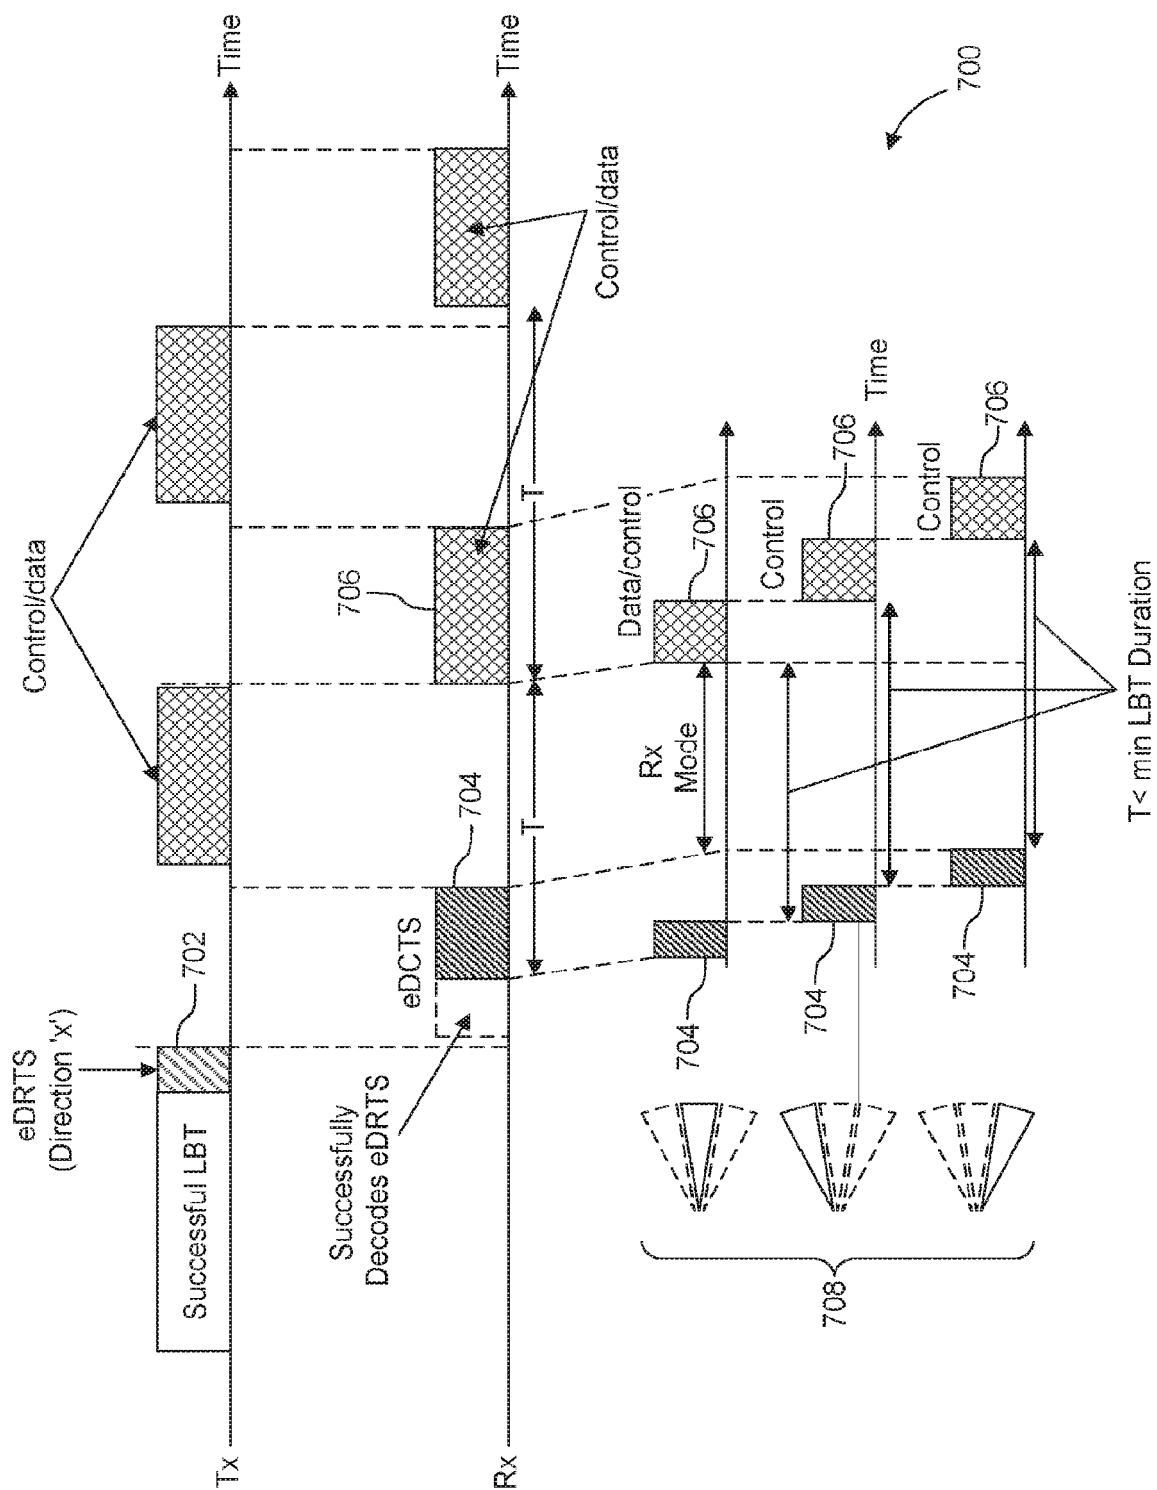 Control/data
eDRTS
(Direction 'x')
702
Successful LBT
Tx
Time
706
Control/data
Successfully
Decodes eDRTS
eDCTS
704
Rx
Time
T
T
Data/control
706
Rx
Mode
704
Control
706
Time
704
Control
706
704
708
T< min LBT Duration
700